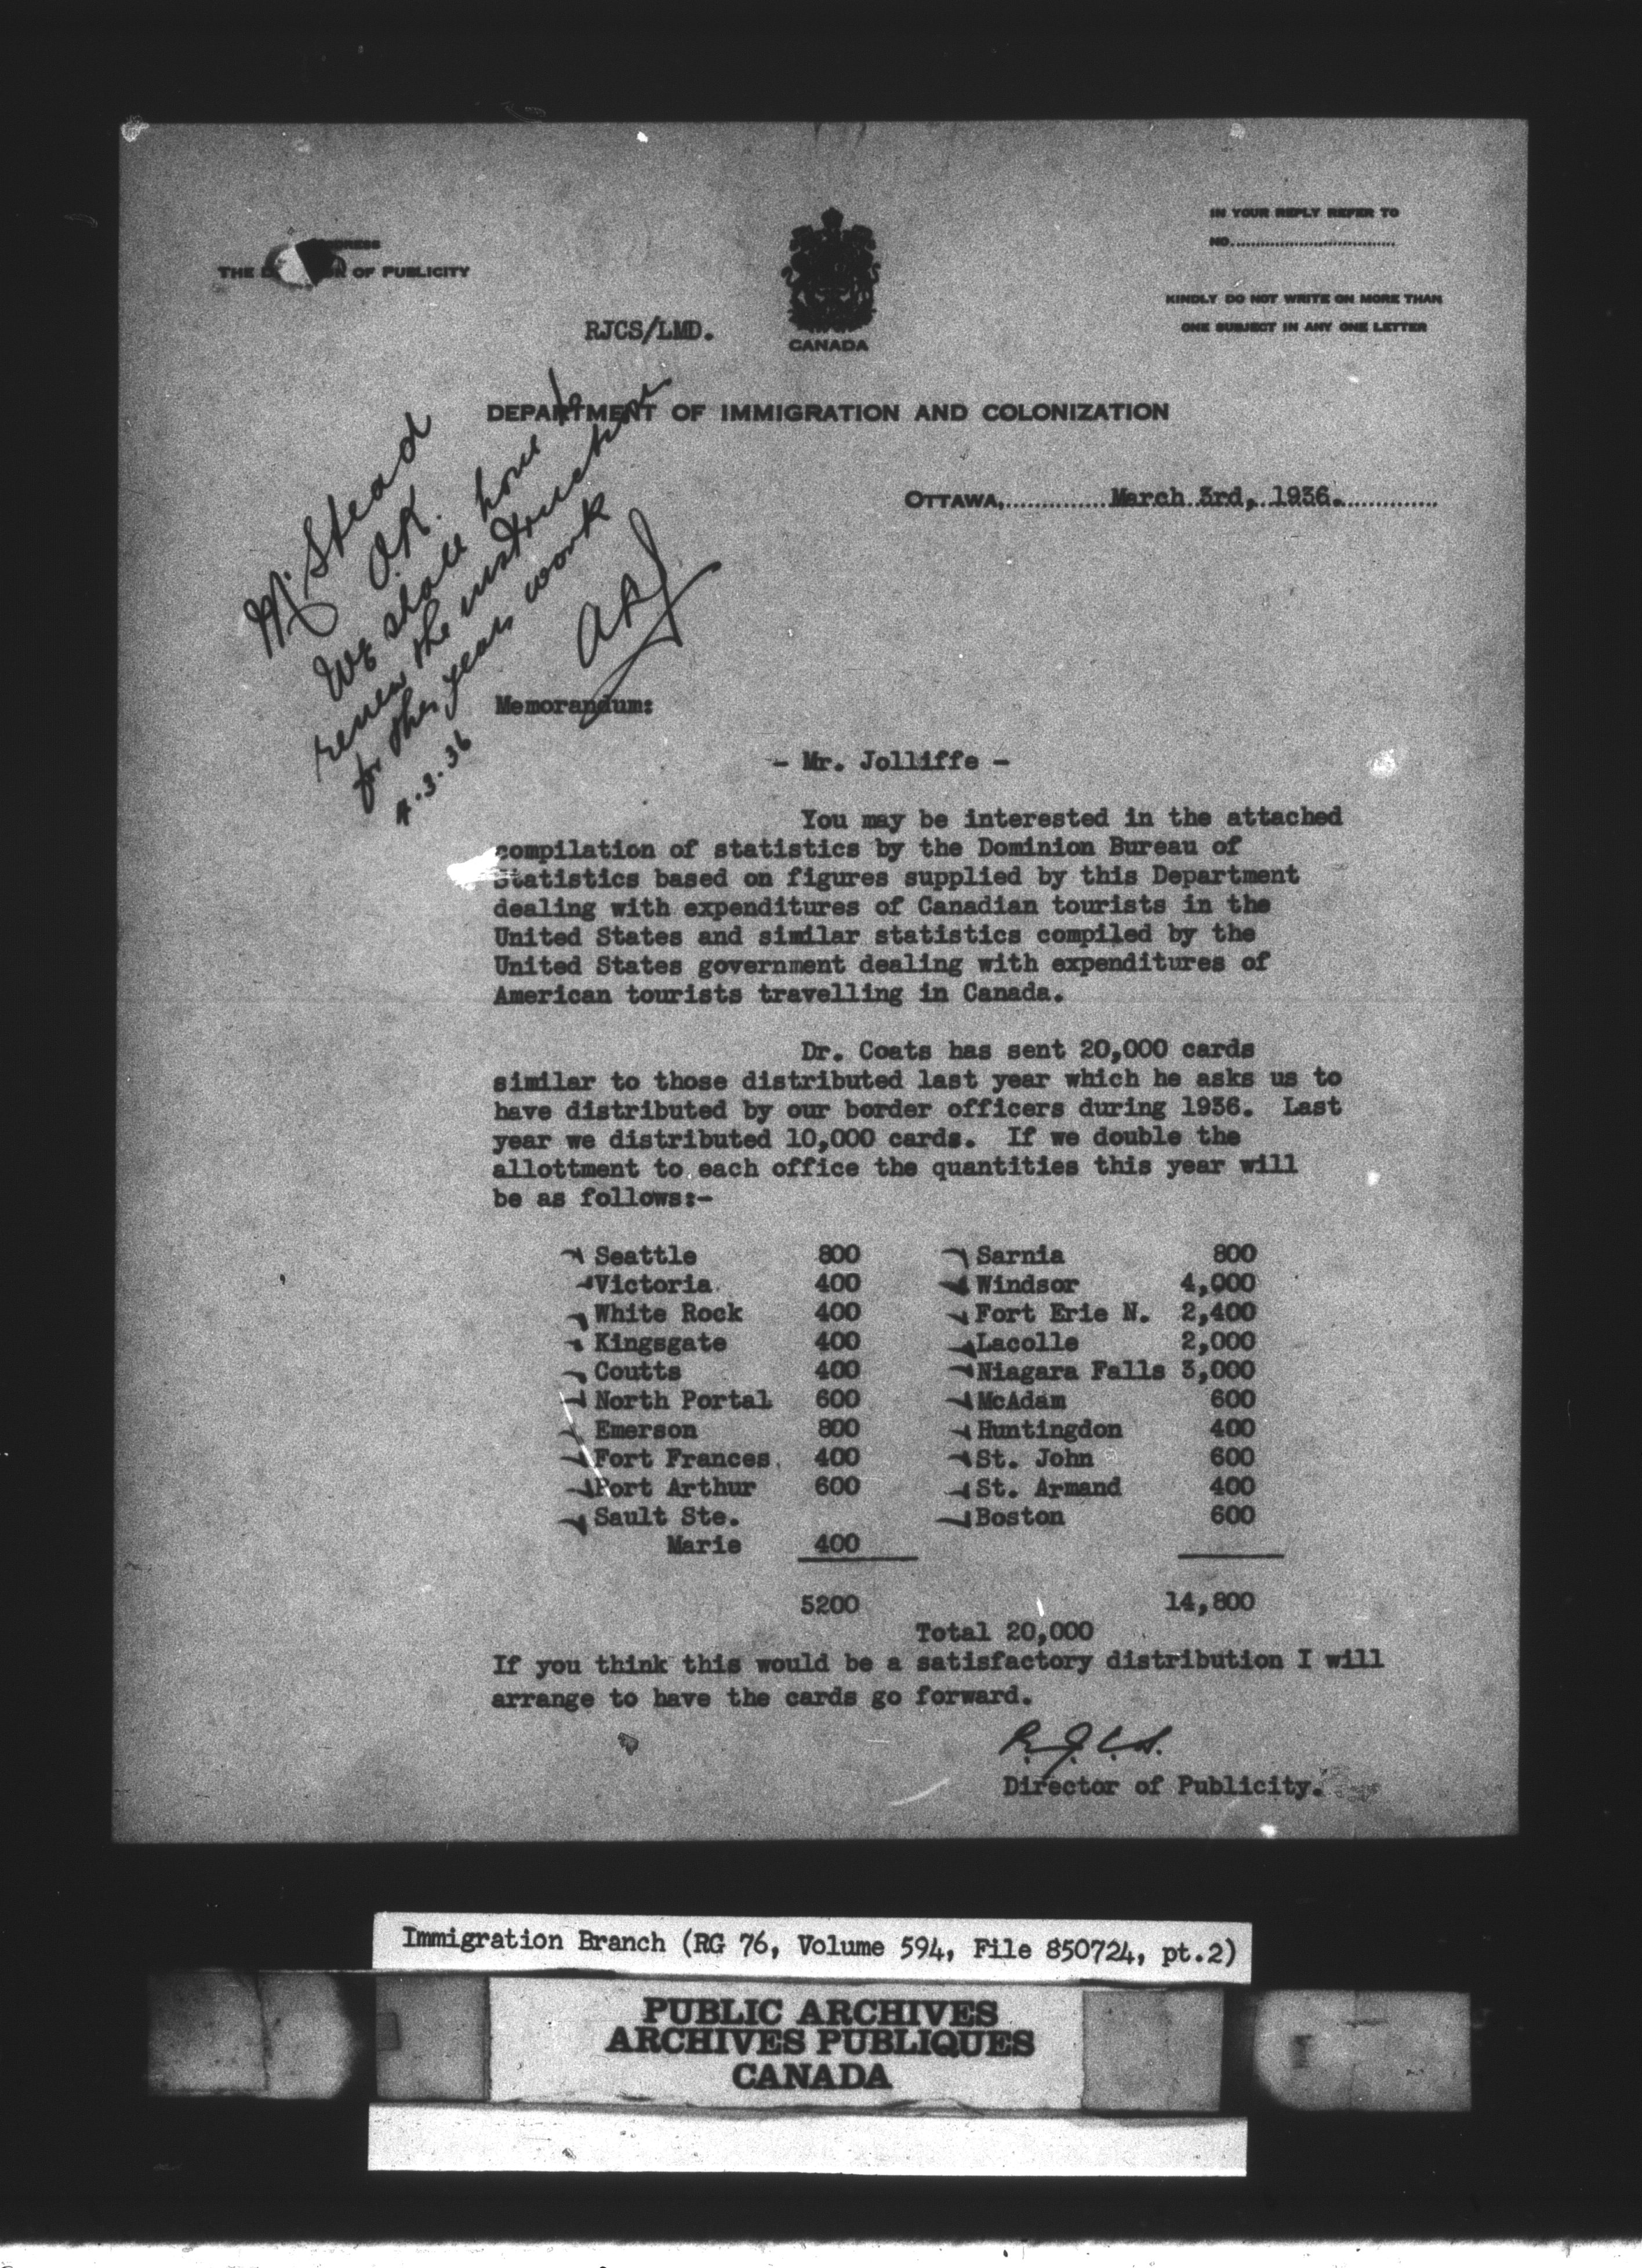 IN YOUR REPLY REFER TO
NO.
ADDRESS
THE DIRECTOR OF PUBLICITY
KINDLY DO NOT WRITE ON MORE THAN
ONE SUBJECT IN ANY ONE LETTER
RJCS/LMD.
CANADA
DEPARTMENT OF IMMIGRATION AND COLONIZATION
OTTAWA, March 3rd, 1936.
Mr. Stead
O.K.
We shall have to
renew the instructions
for this years work
4.3.36
Memorandum:
- Mr. Jolliffe -
You may be interested in the attached
compilation of statistics by the Dominion Bureau of
Statistics based on figures supplied by this Department
dealing with expenditures of Canadian tourists in the
United States and similar statistics compiled by the
United States government dealing with expenditures of
American tourists travelling in Canada.
Dr. Coats has sent 20,000 cards
similar to those distributed last year which he asks us to
have distributed by our border officers during 1936. Last
year we distributed 10,000 cards. If we double the
allottment to each office the quantities this year will
be as follows:-
Seattle 800 Sarnia 800
Victoria 400 Windsor 4,000
White Rock 400 Fort Erie N. 2,400
Kingsgate 400 Lacolle 2,000
Coutts 400 Niagara Falls 3,000
North Portal 600 McAdam 600
Emerson 800 Huntingdon 400
Fort Frances 400 St. John 600
Port Arthur 600 St. Armand 400
Sault Ste. Boston 600
Marie 400
5200 14,800
Total 20,000
If you think this would be a satisfactory distribution I will
arrange to have the cards go forward.
R.J.C.S.
Director of Publicity.
Immigration Branch (RG 76, Volume 594, File 850724, pt.2)
PUBLIC ARCHIVES
ARCHIVES PUBLIQUES
CANADA